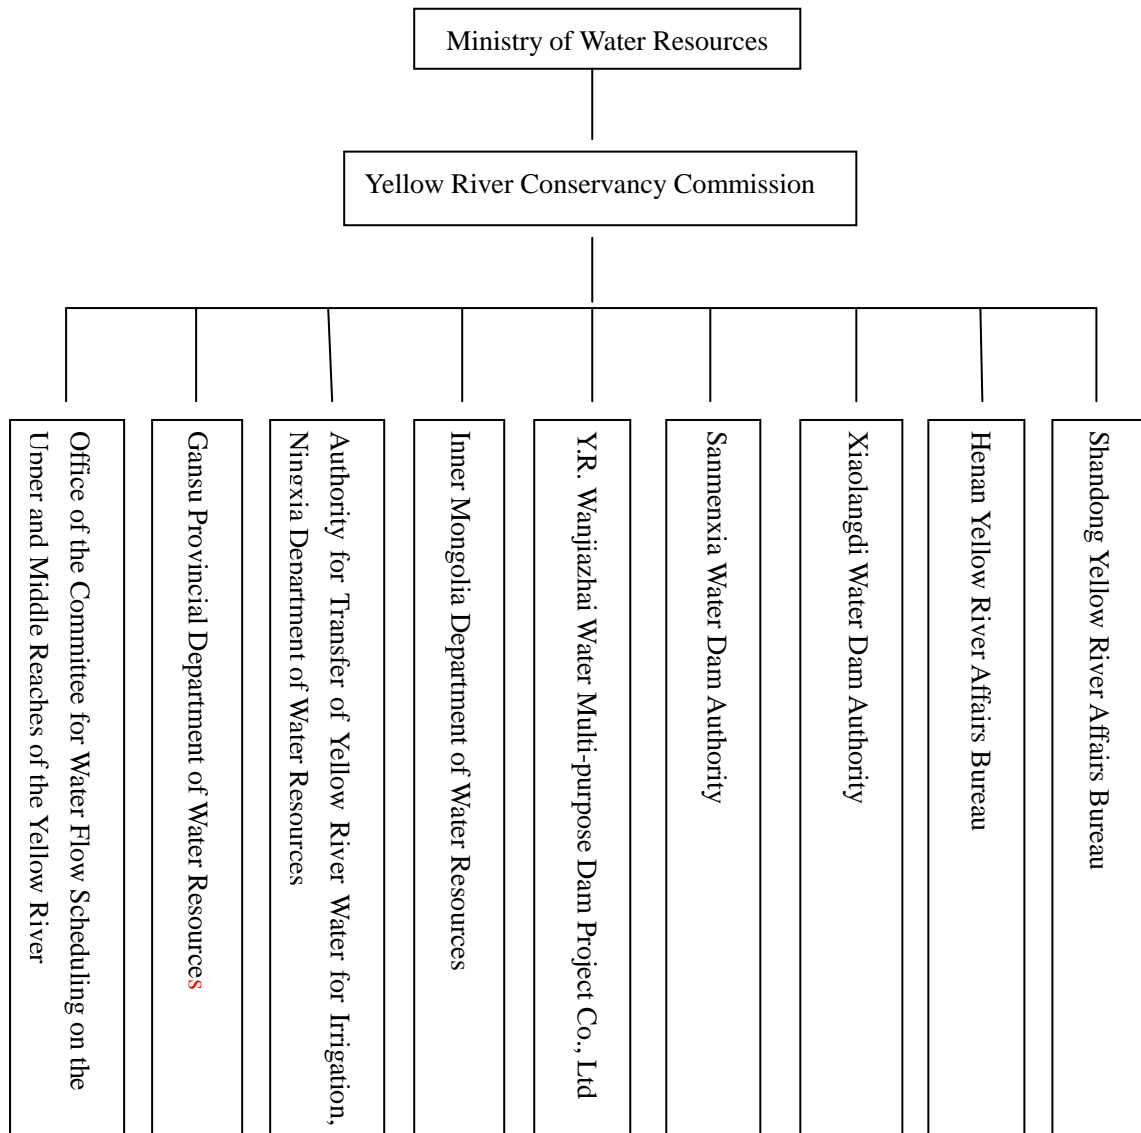 Ministry of Water Resources
Yellow River Conservancy Commission
Office of the Committee for Water Flow Scheduling on the
Upper and Middle Reaches of the Yellow River
Gansu Provincial Department of Water Resources
Authority for Transfer of Yellow River Water for Irrigation,
Ningxia Department of Water Resources
Inner Mongolia Department of Water Resources
Y.R. Wanjiazhai Water Multi-purpose Dam Project Co., Ltd
Sanmenxia Water Dam Authority
Xiaolangdi Water Dam Authority
Henan Yellow River Affairs Bureau
Shandong Yellow River Affairs Bureau